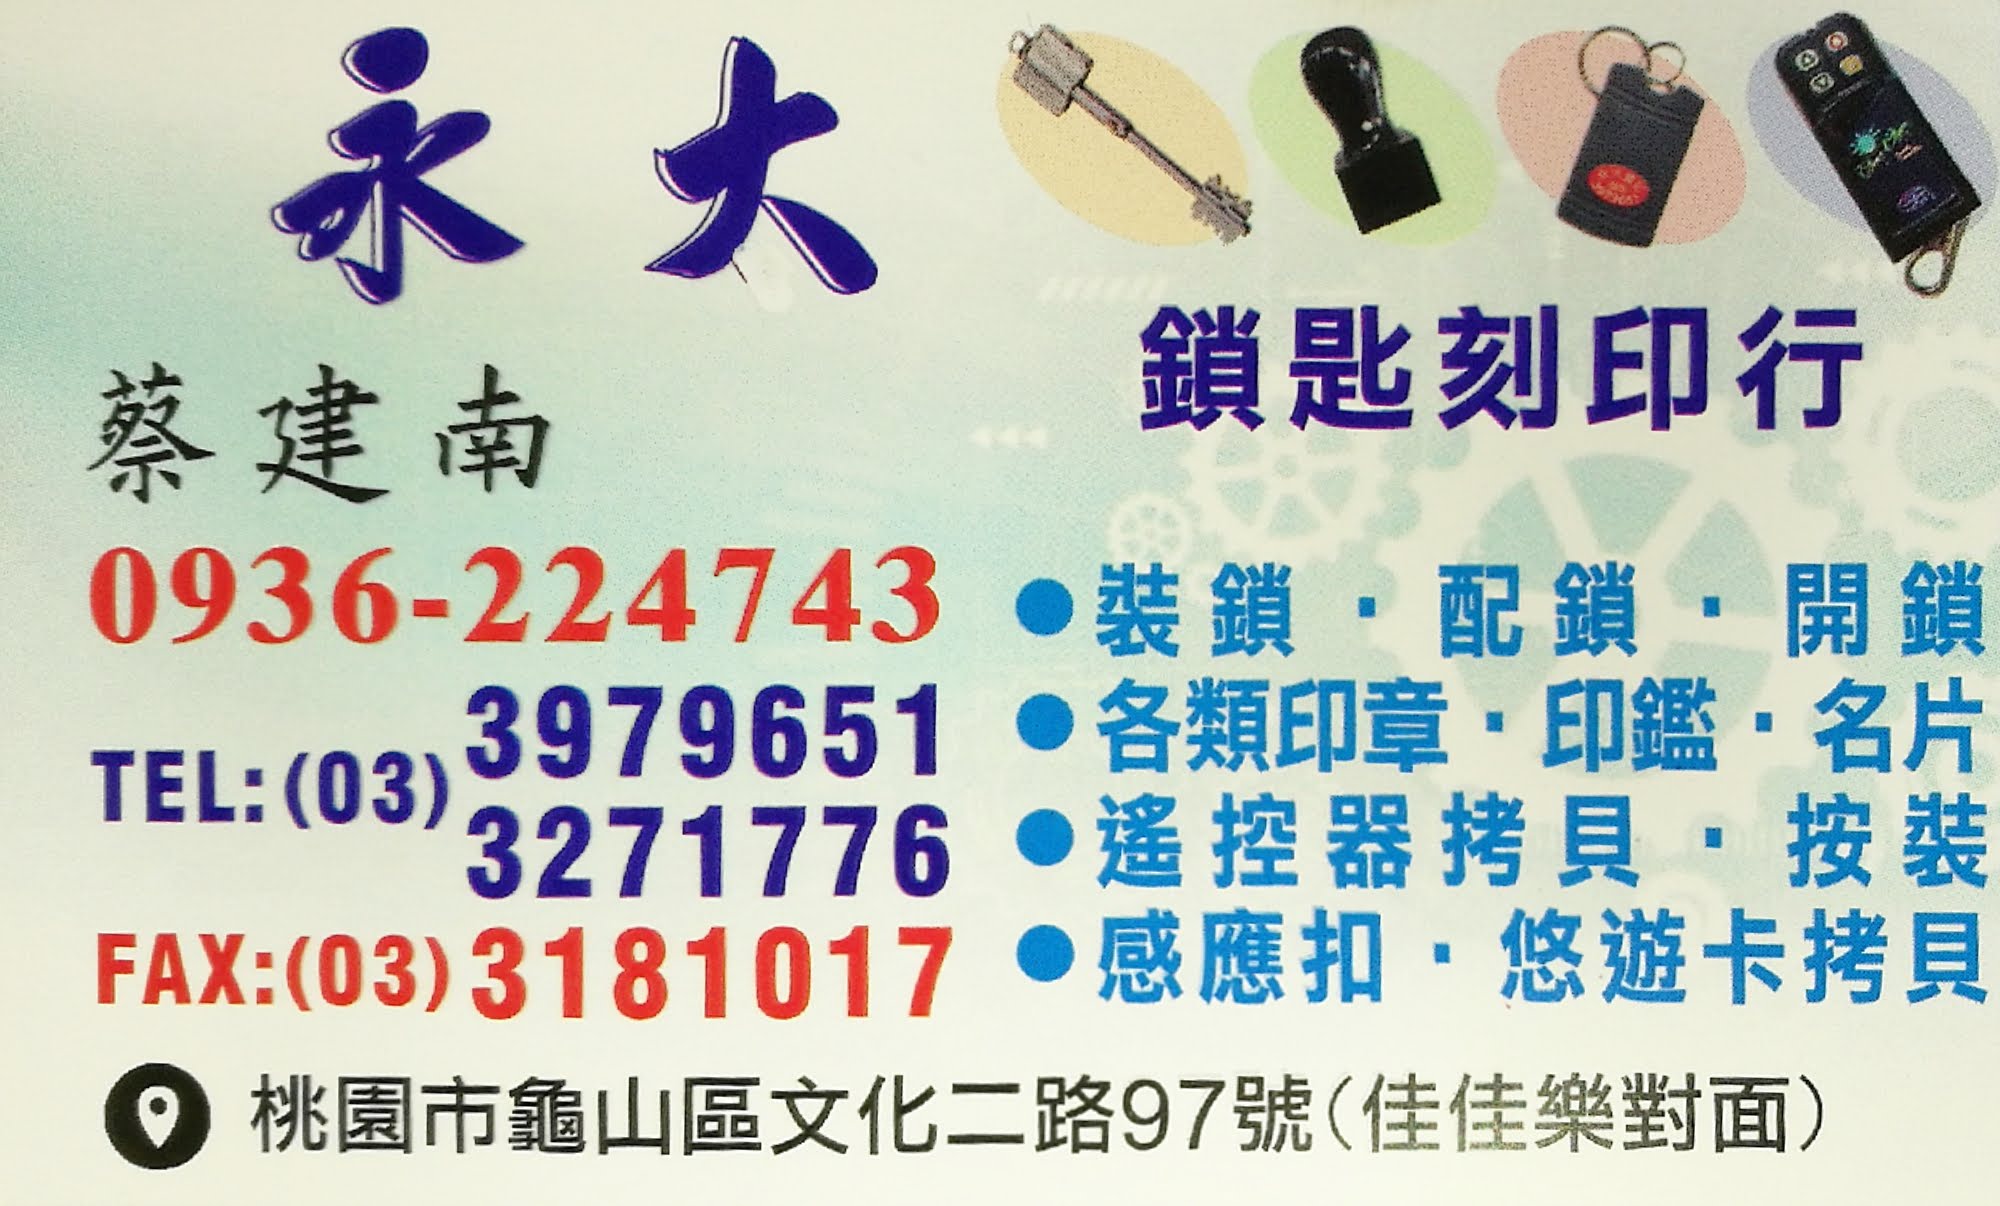 永大
鎖匙刻印行
蔡建南
0936-224743
TEL:(03)3979651
3271776
FAX:(03)3181017
●裝鎖・配鎖・開鎖
●各類印章・印鑑・名片
●遙控器拷貝・按裝
●感應扣・悠遊卡拷貝
桃園市龜山區文化二路97號(佳佳樂對面)